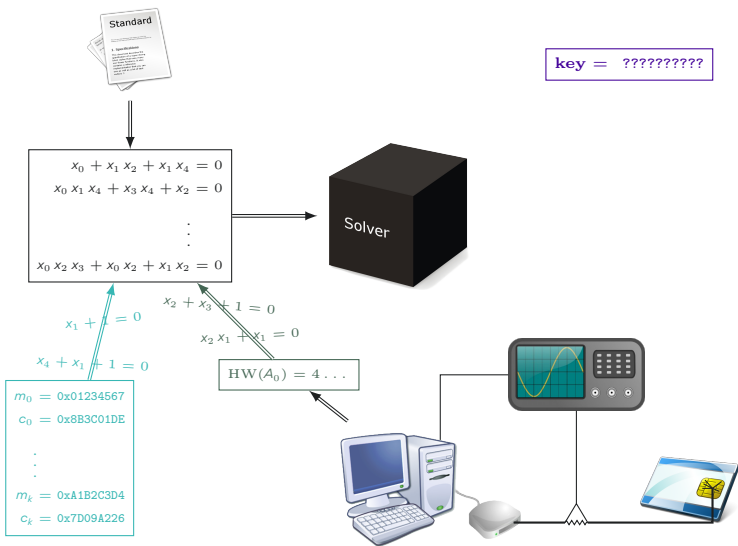 Standard
1. Specifications
key = ??????????
x₀ + x₁ x₂ + x₁ x₄ = 0
x₀ x₁ x₄ + x₃ x₄ + x₂ = 0
⋮
x₀ x₂ x₃ + x₀ x₂ + x₁ x₂ = 0
Solver
x₂ + x₃ + 1 = 0
x₁ + 1 = 0
x₂ x₁ + x₁ = 0
x₄ + x₁ + 1 = 0
HW(A₀) = 4 . . .
m₀ = 0x01234567
c₀ = 0x8B3C01DE
⋮
mₖ = 0xA1B2C3D4
cₖ = 0x7D09A226